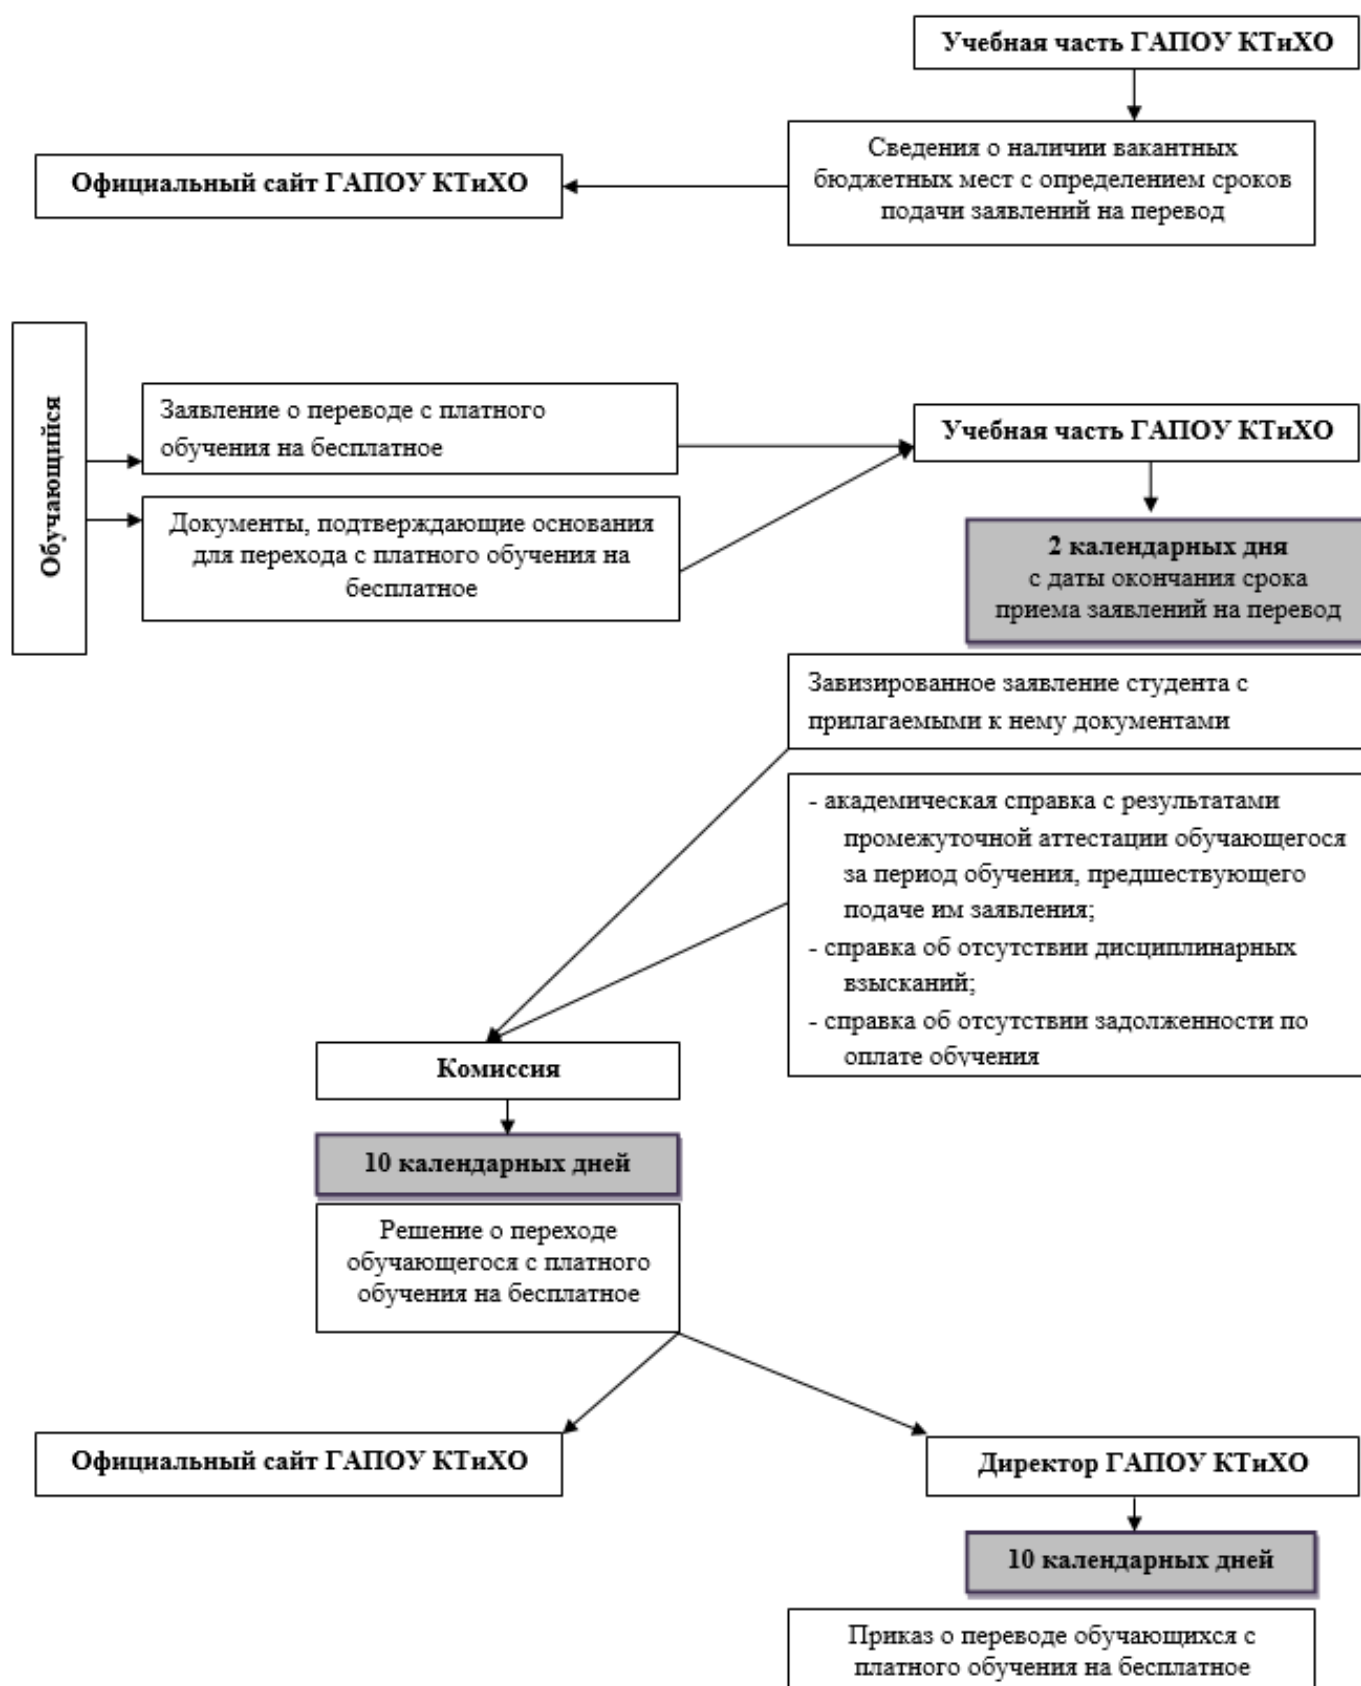 Учебная часть ГАПОУ КТиХО
Сведения о наличии вакантных
бюджетных мест с определением сроков
подачи заявлений на перевод
Официальный сайт ГАПОУ КТиХО
Обучающийся
Заявление о переводе с платного
обучения на бесплатное
Документы, подтверждающие основания
для перехода с платного обучения на
бесплатное
Учебная часть ГАПОУ КТиХО
2 календарных дня
с даты окончания срока
приема заявлений на перевод
Завизированное заявление студента с
прилагаемыми к нему документами
- академическая справка с результатами
промежуточной аттестации обучающегося
за период обучения, предшествующего
подаче им заявления;
- справка об отсутствии дисциплинарных
взысканий;
- справка об отсутствии задолженности по
оплате обучения
Комиссия
10 календарных дней
Решение о переходе
обучающегося с платного
обучения на бесплатное
Официальный сайт ГАПОУ КТиХО
Директор ГАПОУ КТиХО
10 календарных дней
Приказ о переводе обучающихся с
платного обучения на бесплатное